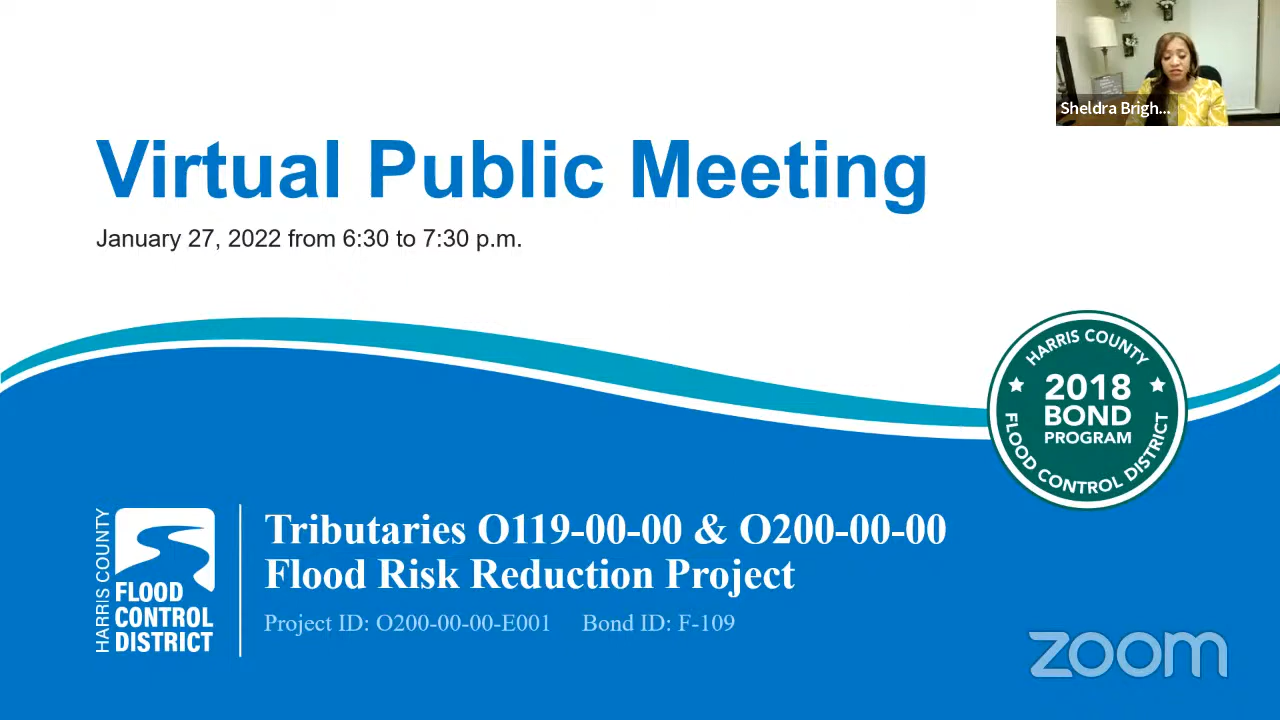 Sheldra Brigh...
Virtual Public Meeting
January 27, 2022 from 6:30 to 7:30 p.m.
HARRIS COUNTY
2018
BOND
PROGRAM
FLOOD CONTROL DISTRICT
HARRIS COUNTY
FLOOD
CONTROL
DISTRICT
Tributaries O119-00-00 & O200-00-00
Flood Risk Reduction Project
Project ID: O200-00-00-E001 Bond ID: F-109
zoom